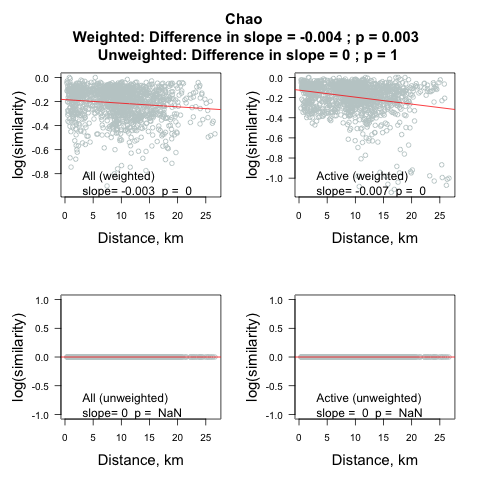 Chao
Weighted: Difference in slope = -0.004 ; p = 0.003
Unweighted: Difference in slope = 0 ; p = 1
log(similarity)
0.0
-0.2
-0.4
-0.6
-0.8
All (weighted)
slope= -0.003 p = 0
0 5 10 15 20 25
Distance, km
log(similarity)
0.0
-0.2
-0.4
-0.6
-0.8
-1.0
Active (weighted)
slope= -0.007 p = 0
0 5 10 15 20 25
Distance, km
log(similarity)
1.0
0.5
0.0
-0.5
-1.0
All (unweighted)
slope= 0 p = NaN
0 5 10 15 20 25
Distance, km
log(similarity)
1.0
0.5
0.0
-0.5
-1.0
Active (unweighted)
slope = 0 p = NaN
0 5 10 15 20 25
Distance, km